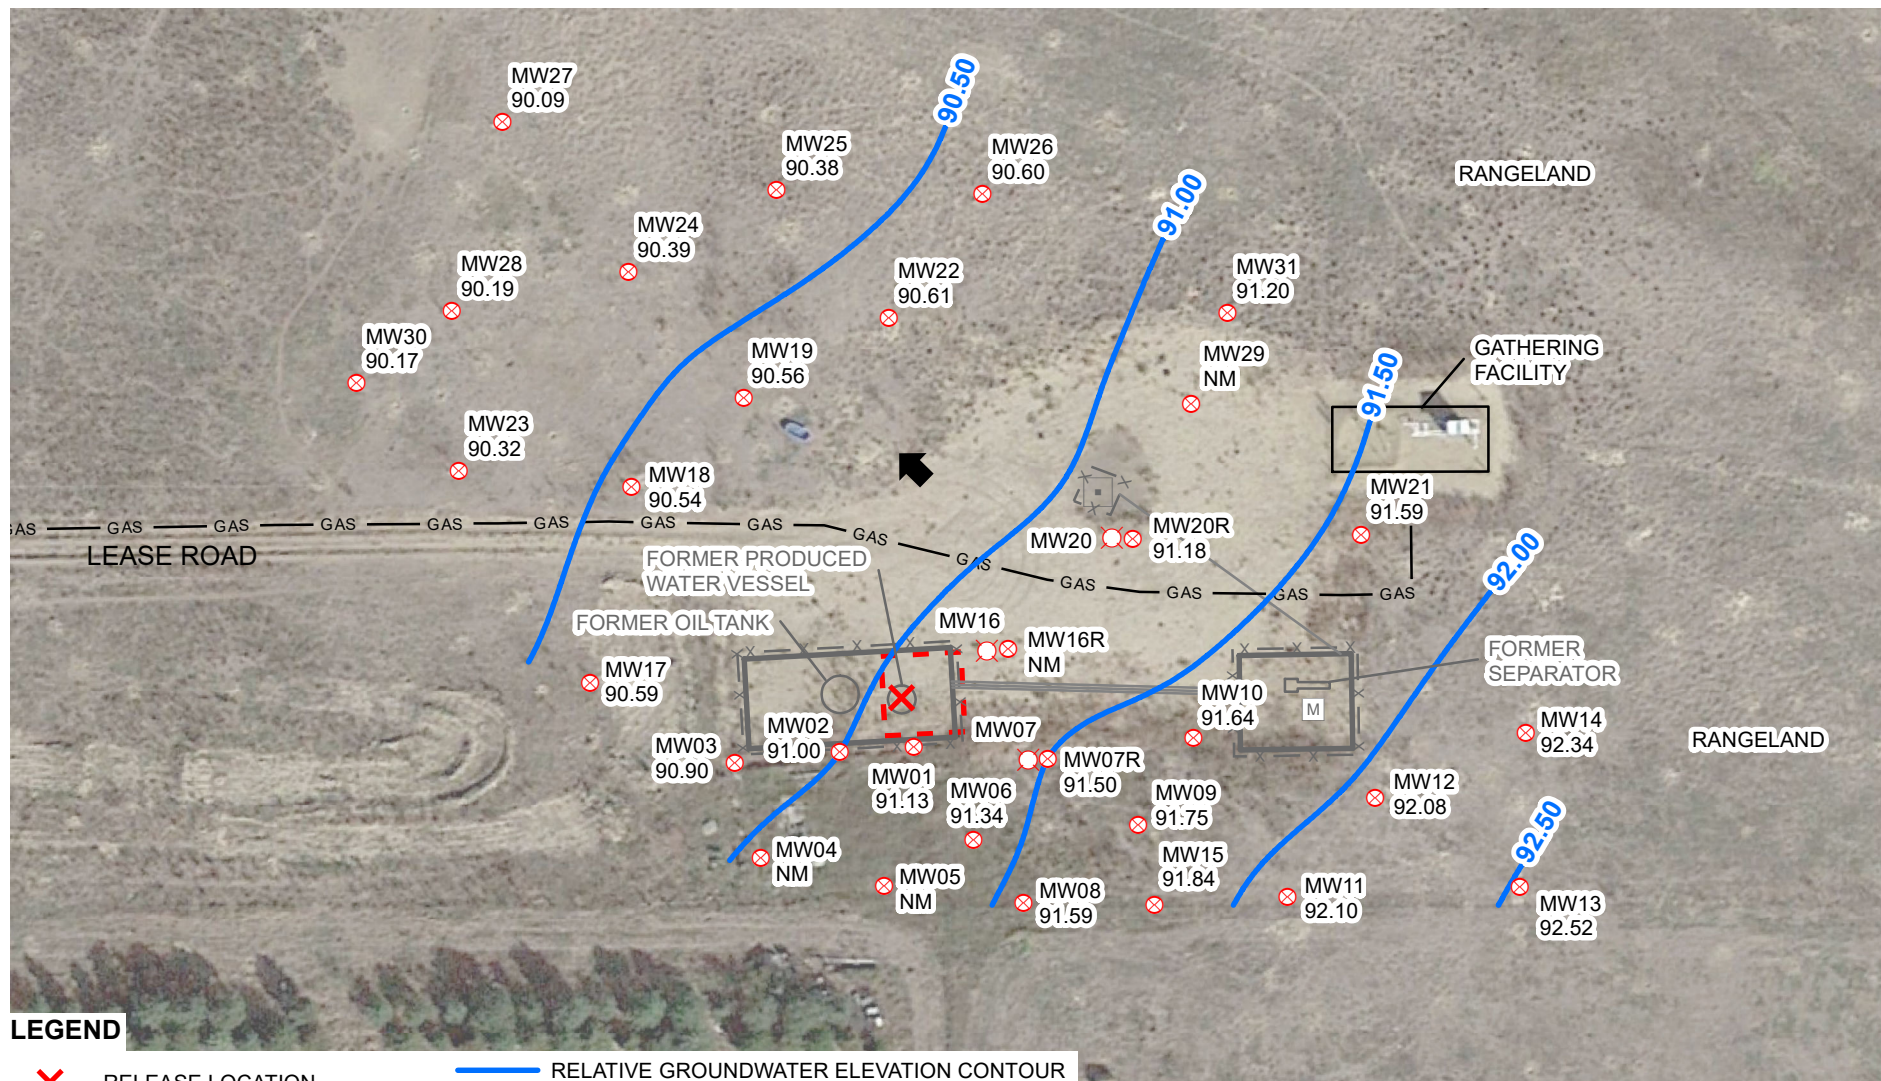 90.50
MW27
90.09
MW25
90.38
MW26
90.60
RANGELAND
91.00
MW24
90.39
MW28
90.19
MW22
90.61
MW31
91.20
MW30
90.17
MW19
90.56
MW29
NM
GATHERING
FACILITY
91.50
MW23
90.32
MW18
90.54
MW21
91.59
GAS GAS GAS GAS GAS GAS GAS GAS GAS GAS GAS GAS GAS GAS
LEASE ROAD
MW20
MW20R
91.18
92.00
FORMER PRODUCED
WATER VESSEL
FORMER OIL TANK
MW16
MW16R
NM
FORMER
SEPARATOR
MW17
90.59
MW10
91.64
M
MW14
92.34
RANGELAND
MW02
91.00
MW07
MW03
90.90
MW01
91.13
MW07R
91.50
MW06
91.34
MW09
91.75
MW12
92.08
92.50
MW04
NM
MW05
NM
MW08
91.59
MW15
91.84
MW11
92.10
MW13
92.52
LEGEND
RELEASE LOCATION
RELATIVE GROUNDWATER ELEVATION CONTOUR